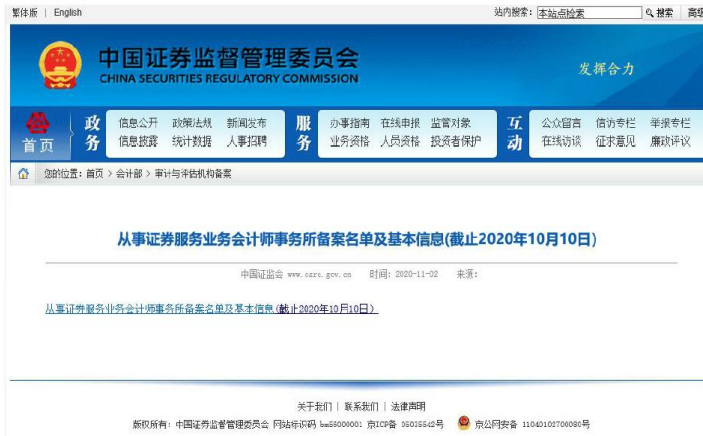 繁体版 | English
站内搜索: 本站点检索 搜索 高级
中国证券监督管理委员会
CHINA SECURITIES REGULATORY COMMISSION
发挥合力
首页
政务
信息公开 政策法规 新闻发布
信息披露 统计数据 人事招聘
服务
办事指南 在线申报 监管对象
业务资格 人员资格 投资者保护
互动
公众留言 信访专栏 举报专栏
在线访谈 征求意见 廉政评议
您的位置：首页 > 会计部 > 审计与评估机构备案
从事证券服务业务会计师事务所备案名单及基本信息(截止2020年10月10日)
中国证监会 www.csrc.gov.cn 时间：2020-11-02 来源：
从事证券服务业务会计师事务所备案名单及基本信息(截止2020年10月10日)
关于我们 | 联系我们 | 法律声明
版权所有：中国证券监督管理委员会 网站标识码 bm56000001 京ICP备 05035542号 京公网安备 11040102700080号